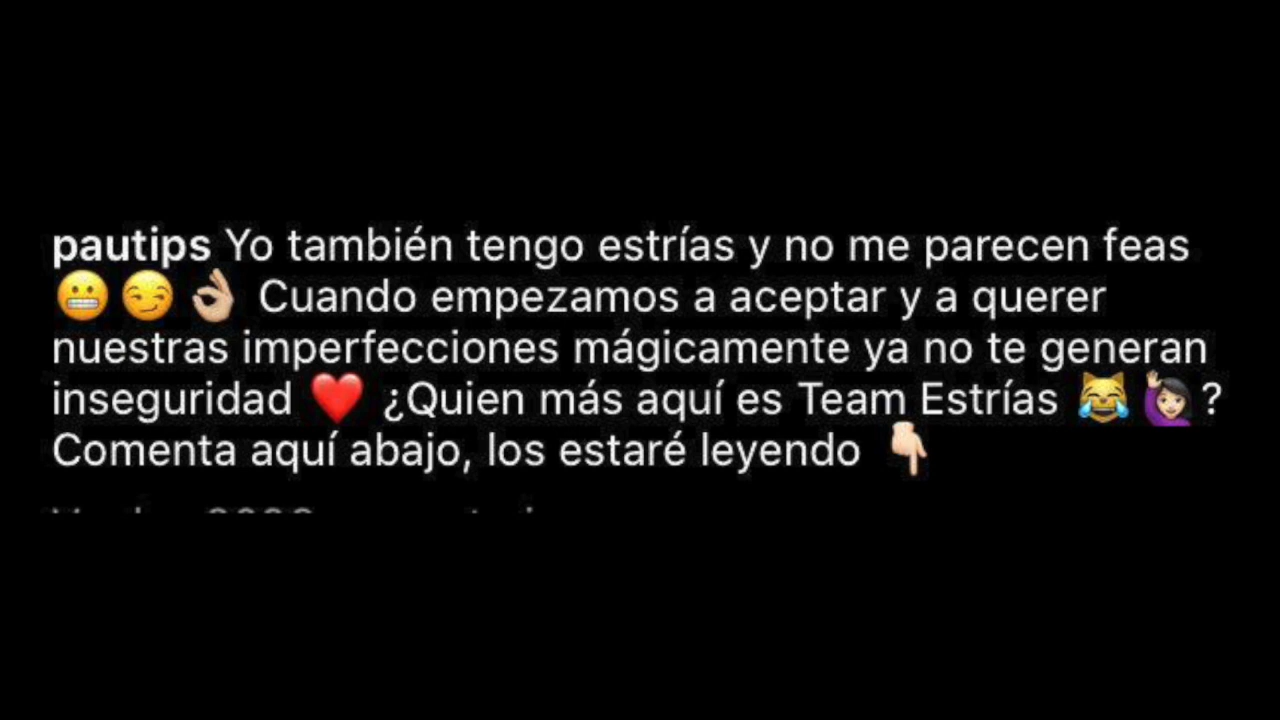 pautips Yo también tengo estrías y no me parecen feas
😬😏👌🏼 Cuando empezamos a aceptar y a querer
nuestras imperfecciones mágicamente ya no te generan
inseguridad ❤️ ¿Quien más aquí es Team Estrías 😹🙋🏻‍♀️?
Comenta aquí abajo, los estaré leyendo 👇🏻